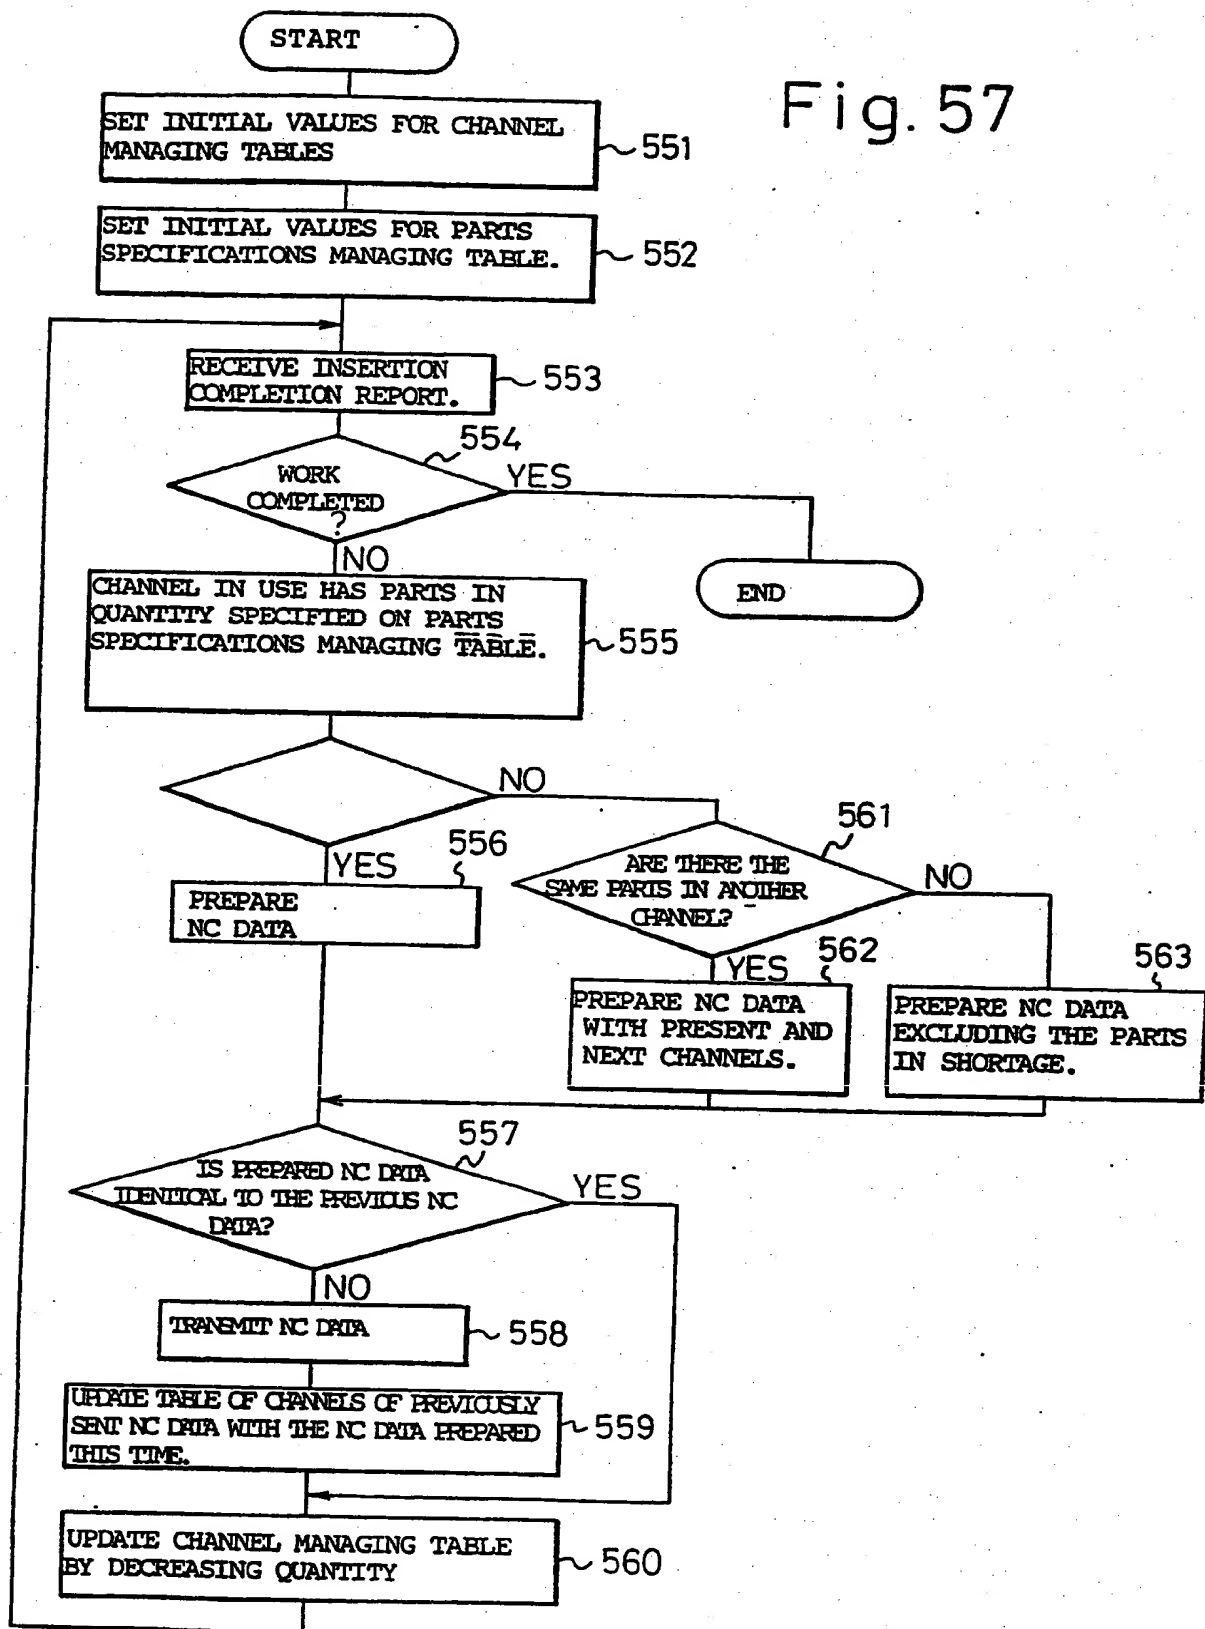 START
Fig. 57
SET INITIAL VALUES FOR CHANNEL
MANAGING TABLES
551
SET INITIAL VALUES FOR PARTS
SPECIFICATIONS MANAGING TABLE.
552
RECEIVE INSERTION
COMPLETION REPORT.
553
554
WORK
COMPLETED
?
YES
NO
END
CHANNEL IN USE HAS PARTS IN
QUANTITY SPECIFIED ON PARTS
SPECIFICATIONS MANAGING TABLE.
555
NO
YES
556
PREPARE
NC DATA
561
ARE THERE THE
SAME PARTS IN ANOTHER
CHANNEL?
NO
YES
562
PREPARE NC DATA
WITH PRESENT AND
NEXT CHANNELS.
563
PREPARE NC DATA
EXCLUDING THE PARTS
IN SHORTAGE.
557
IS PREPARED NC DATA
IDENTICAL TO THE PREVIOUS NC
DATA?
YES
NO
TRANSMIT NC DATA
558
UPDATE TABLE OF CHANNELS OF PREVIOUSLY
SENT NC DATA WITH THE NC DATA PREPARED
THIS TIME.
559
UPDATE CHANNEL MANAGING TABLE
BY DECREASING QUANTITY
560